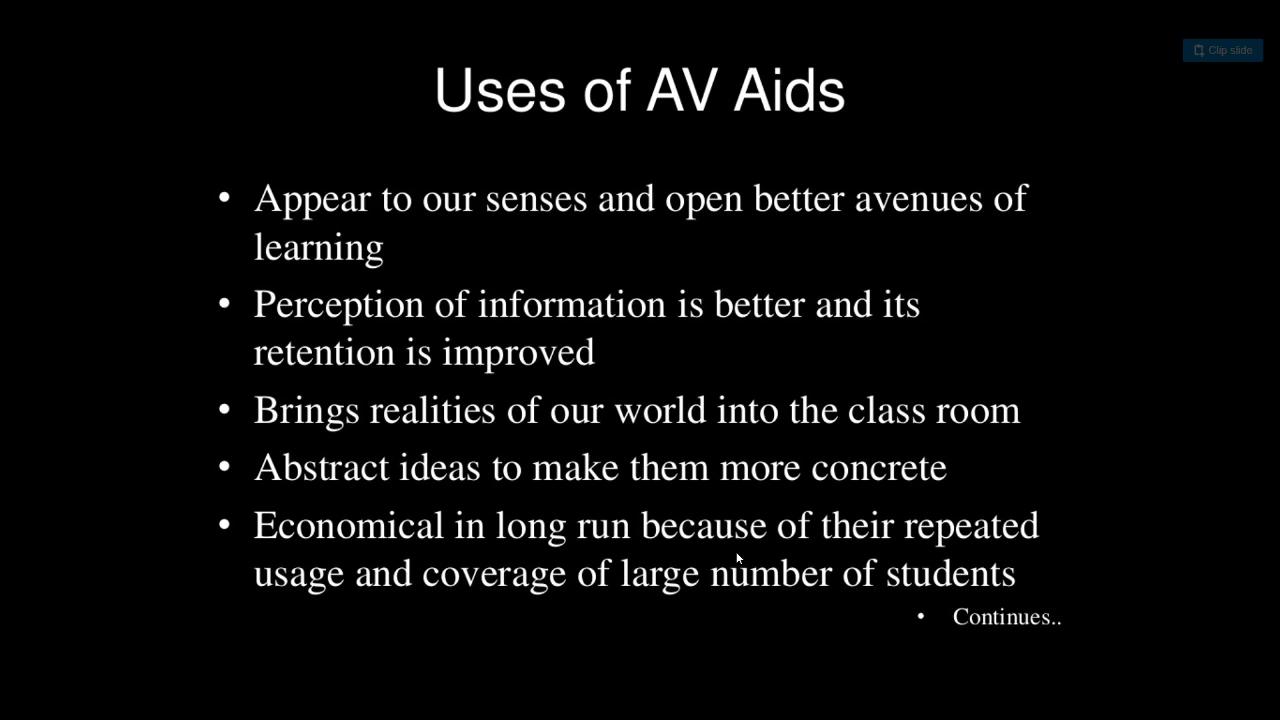 Clip slide
Uses of AV Aids
• Appear to our senses and open better avenues of
learning
• Perception of information is better and its
retention is improved
• Brings realities of our world into the class room
• Abstract ideas to make them more concrete
• Economical in long run because of their repeated
usage and coverage of large number of students
• Continues..